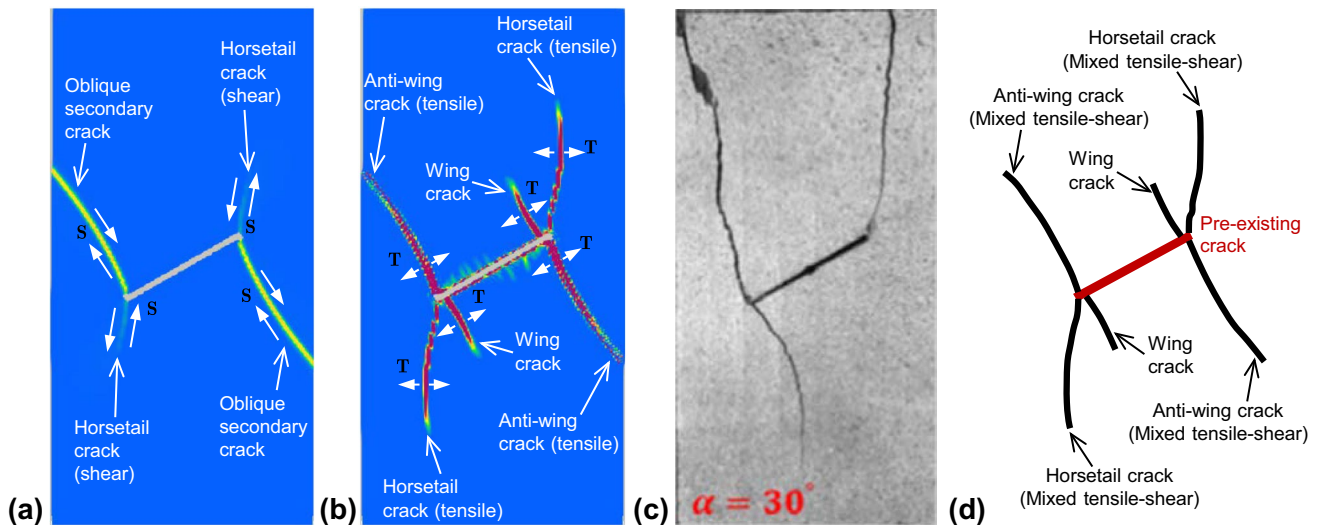 Horsetail
crack
(shear)
Oblique
secondary
crack
S
S
S
S
Horsetail
crack
(shear)
Oblique
secondary
crack
(a)
Horsetail
crack (tensile)
Anti-wing
crack (tensile)
T
Wing
crack
T
T
T
T
T
Wing
crack
Anti-wing
crack (tensile)
Horsetail
crack (tensile)
(b)
α = 30°
(c)
Horsetail crack
(Mixed tensile-shear)
Anti-wing crack
(Mixed tensile-shear)
Wing
crack
Pre-existing
crack
Wing
crack
Anti-wing crack
(Mixed tensile-shear)
Horsetail crack
(Mixed tensile-shear)
(d)